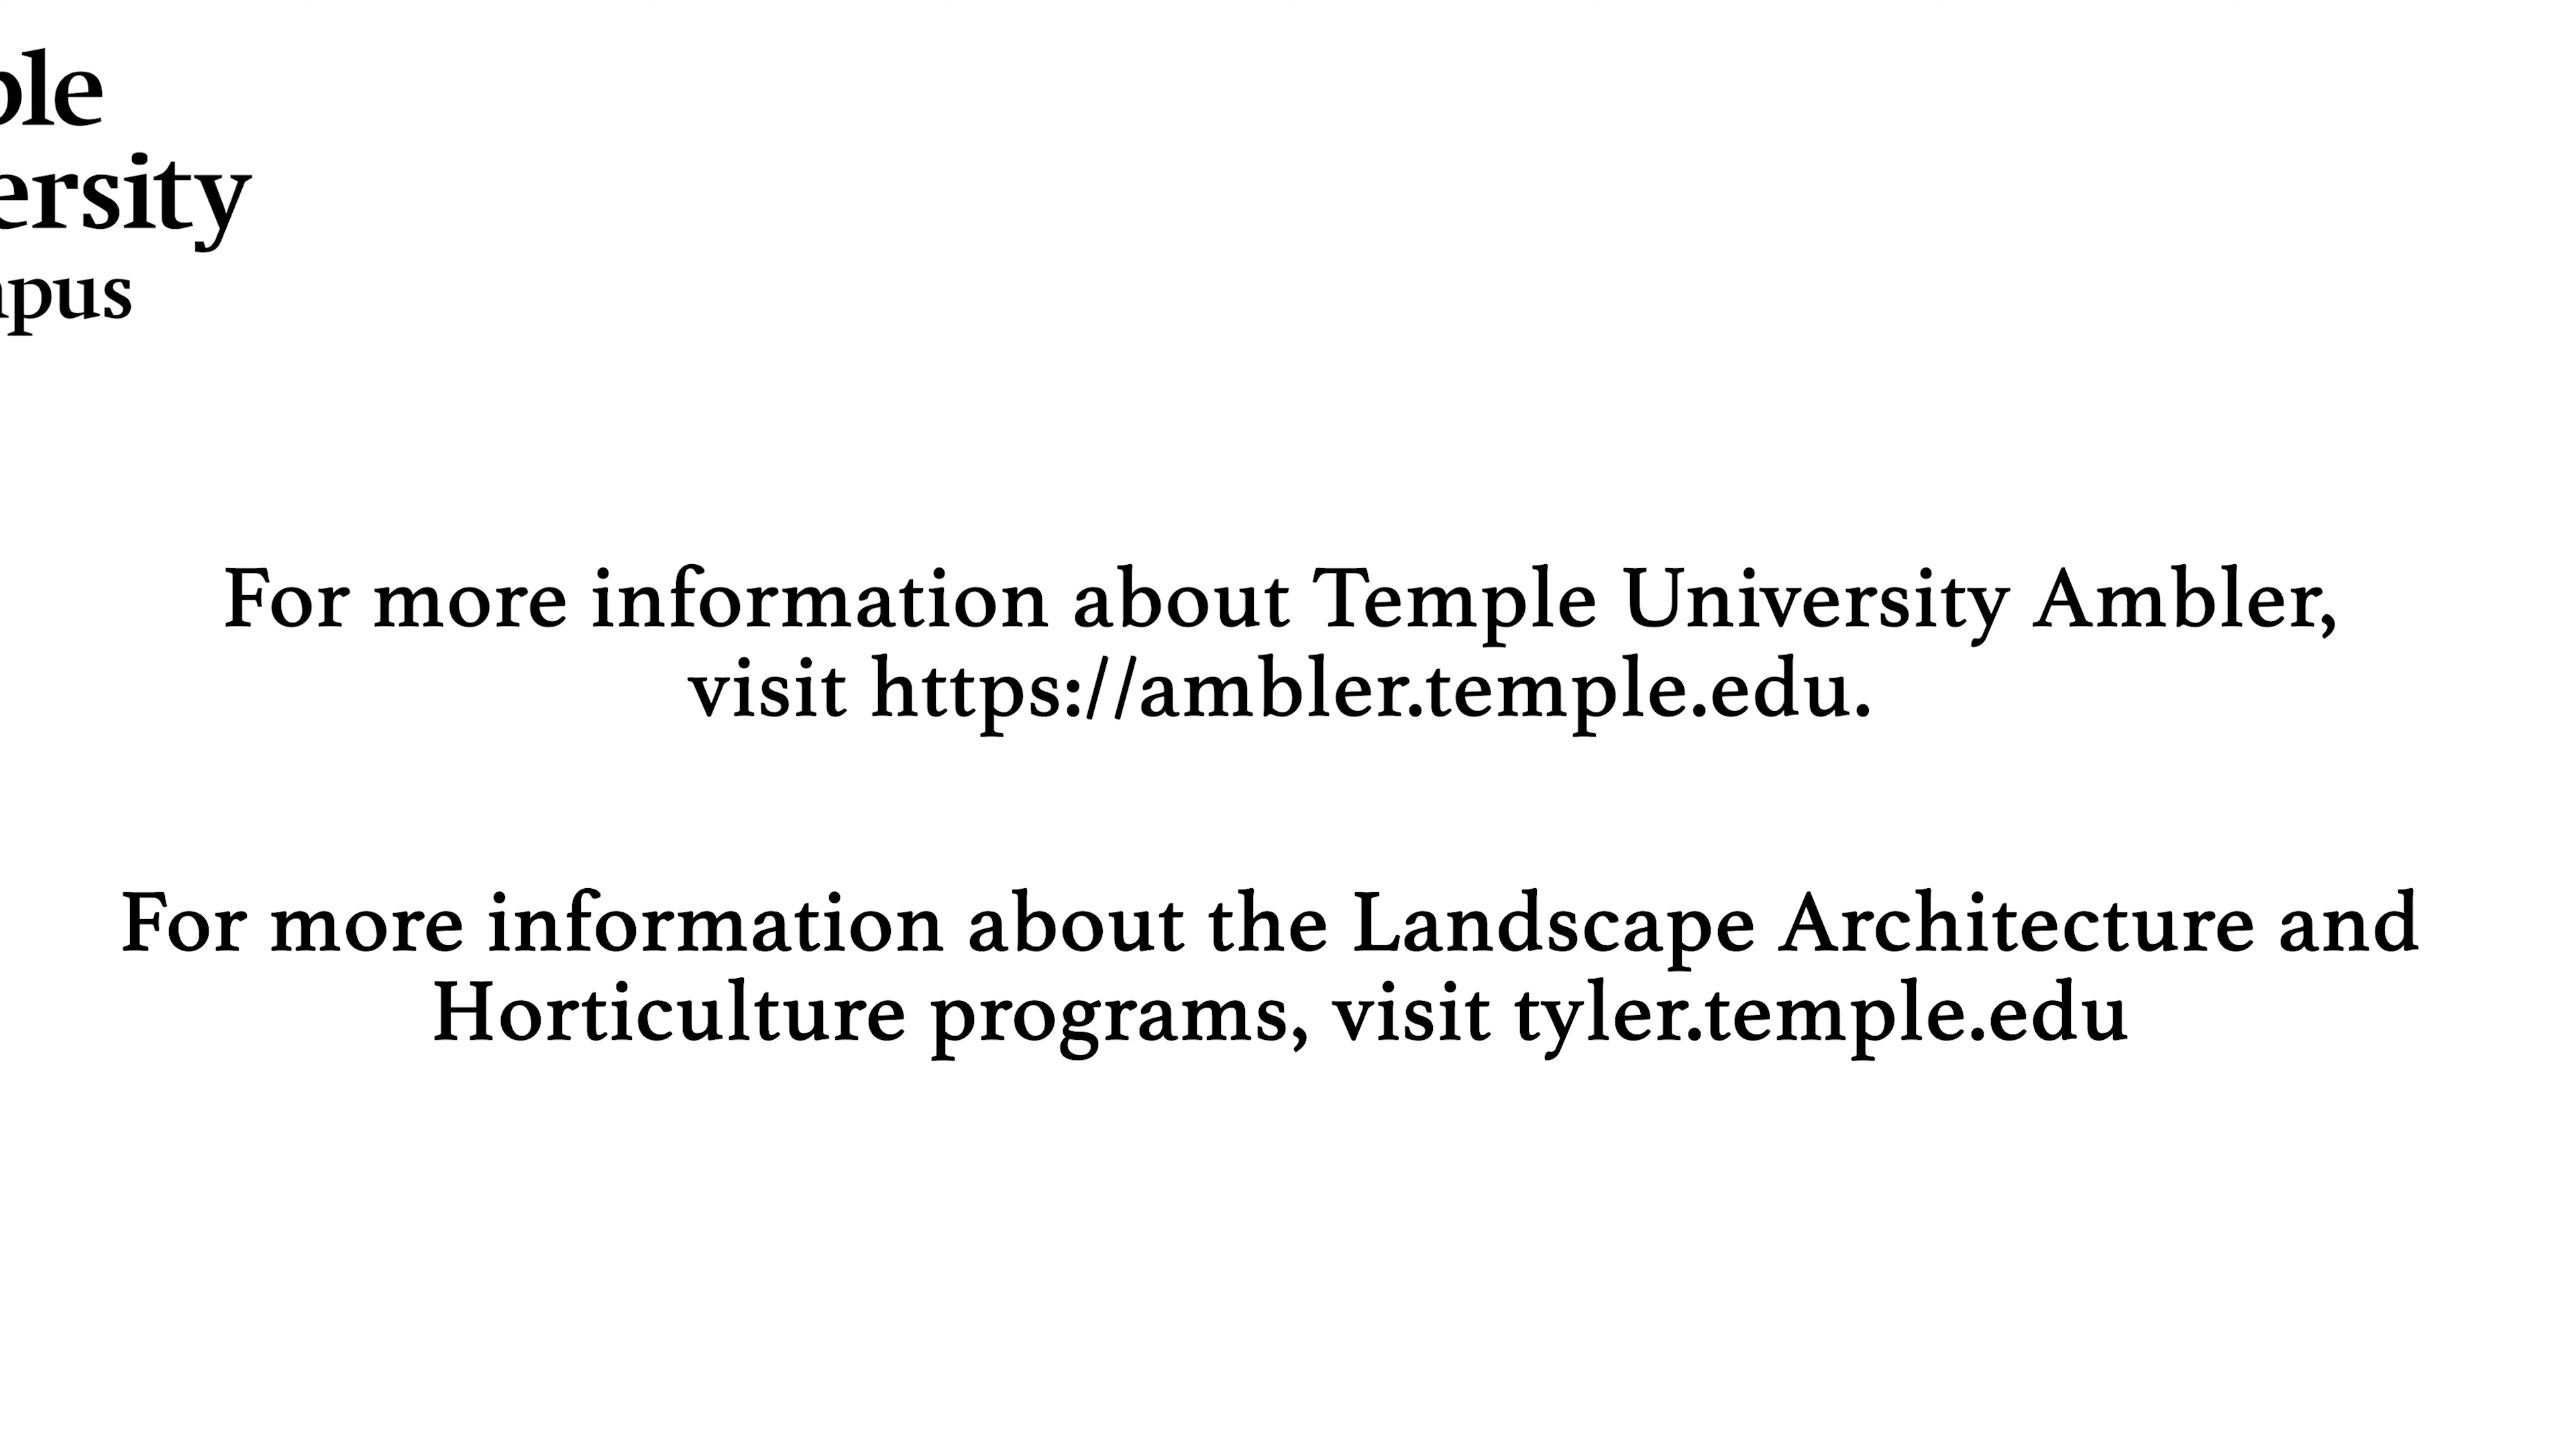 ple
ersity
pus
For more information about Temple University Ambler,
visit https://ambler.temple.edu.
For more information about the Landscape Architecture and
Horticulture programs, visit tyler.temple.edu